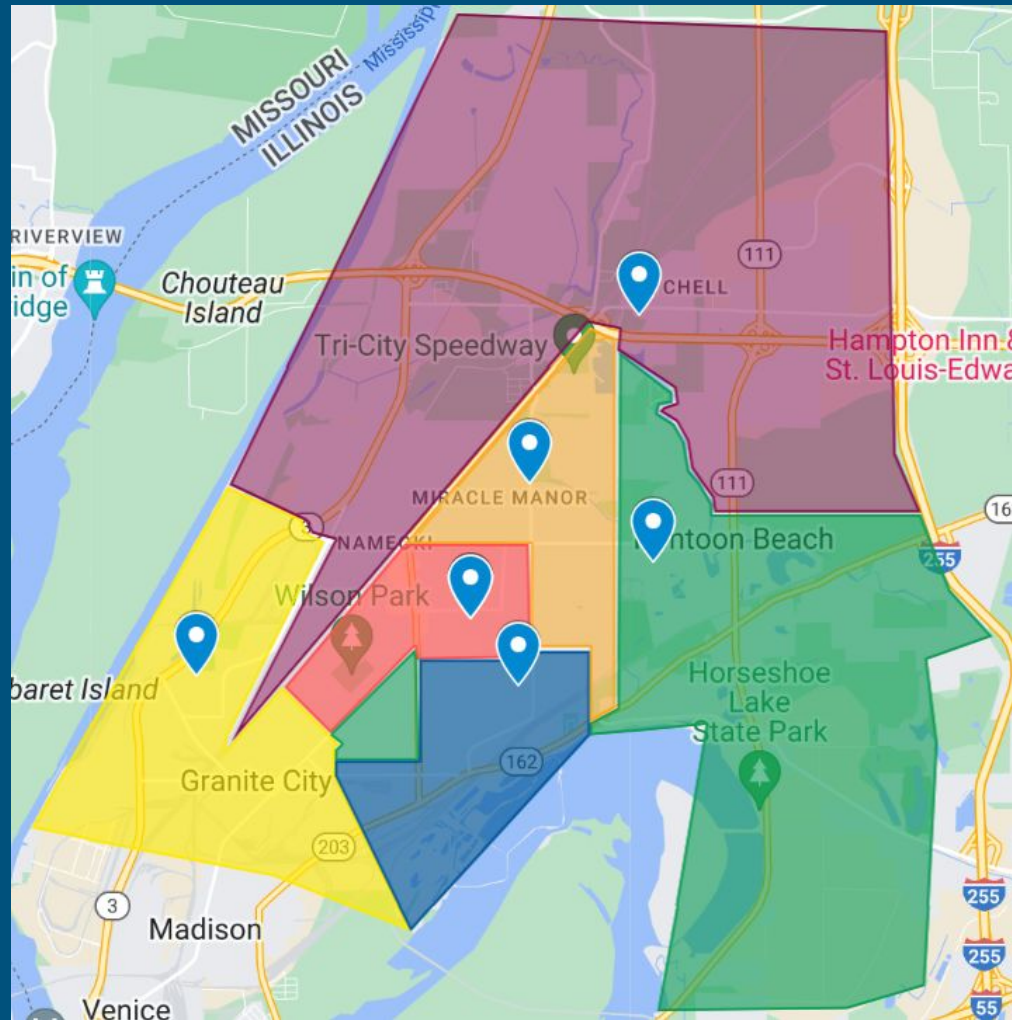 Mississip
MISSOURI
ILLINOIS
RIVERVIEW
in of
idge
Chouteau
Island
111
CHELL
Tri-City Speedway
Hampton Inn &
St. Louis-Edwa
MIRACLE MANOR
111
16
3
NAMEOKI
ntoon Beach
255
Wilson Park
baret Island
Horseshoe
Lake
State Park
162
Granite City
203
3
255
Madison
255
Venice
55